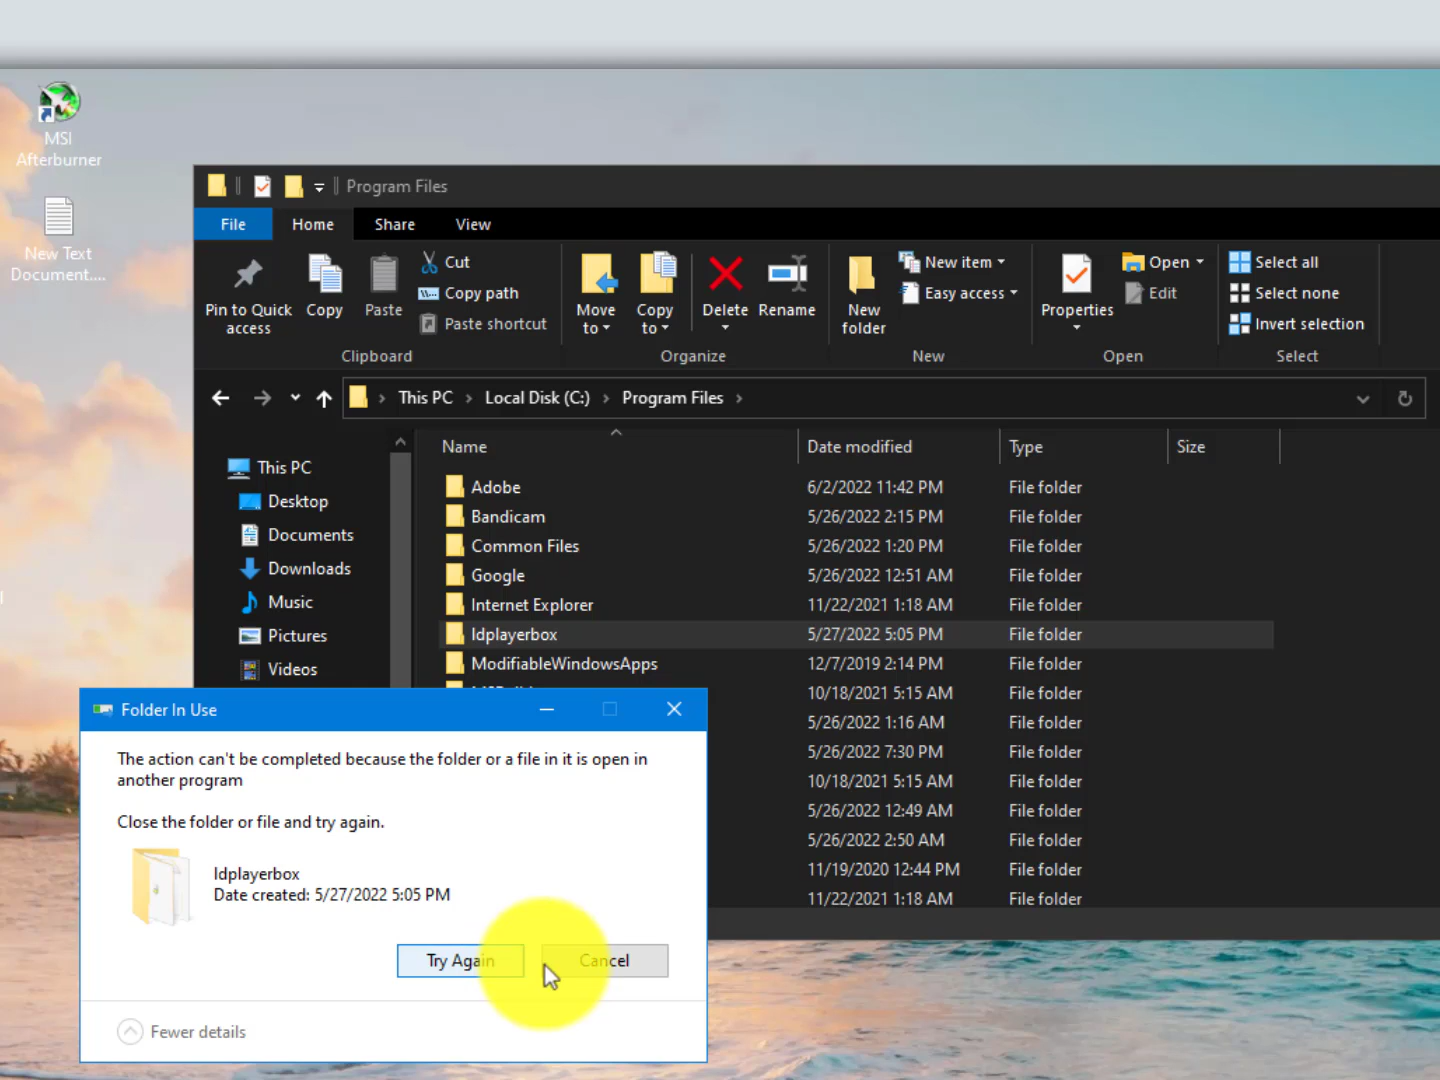 MSI
Afterburner
New Text
Document....
Program Files
File
Home
Share
View
Pin to Quick
access
Copy
Paste
Cut
Copy path
Paste shortcut
Clipboard
Move
to
Copy
to
Delete
Rename
Organize
New
folder
New item
Easy access
New
Properties
Open
Edit
Open
Select all
Select none
Invert selection
Select
This PC
Local Disk (C:)
Program Files
This PC
Desktop
Documents
Downloads
Music
Pictures
Videos
Name Date modified Type Size
Adobe 6/2/2022 11:42 PM File folder
Bandicam 5/26/2022 2:15 PM File folder
Common Files 5/26/2022 1:20 PM File folder
Google 5/26/2022 12:51 AM File folder
Internet Explorer 11/22/2021 1:18 AM File folder
ldplayerbox 5/27/2022 5:05 PM File folder
ModifiableWindowsApps 12/7/2019 2:14 PM File folder
10/18/2021 5:15 AM File folder
5/26/2022 1:16 AM File folder
5/26/2022 7:30 PM File folder
10/18/2021 5:15 AM File folder
5/26/2022 12:49 AM File folder
5/26/2022 2:50 AM File folder
11/19/2020 12:44 PM File folder
11/22/2021 1:18 AM File folder
Folder In Use
The action can't be completed because the folder or a file in it is open in
another program
Close the folder or file and try again.
ldplayerbox
Date created: 5/27/2022 5:05 PM
Try Again
Cancel
Fewer details